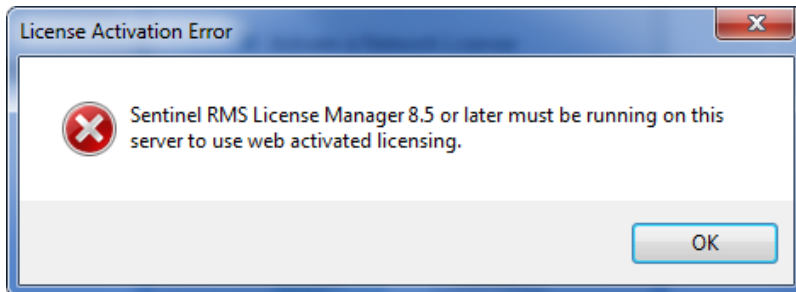 License Activation Error
Sentinel RMS License Manager 8.5 or later must be running on this
server to use web activated licensing.
OK